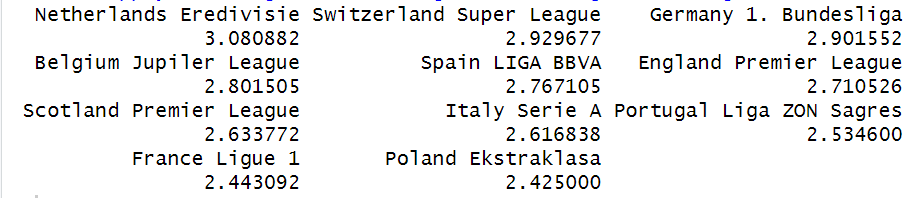 Netherlands Eredivisie Switzerland Super League Germany 1. Bundesliga
3.080882 2.929677 2.901552
Belgium Jupiler League Spain LIGA BBVA England Premier League
2.801505 2.767105 2.710526
Scotland Premier League Italy Serie A Portugal Liga ZON Sagres
2.633772 2.616838 2.534600
France Ligue 1 Poland Ekstraklasa
2.443092 2.425000